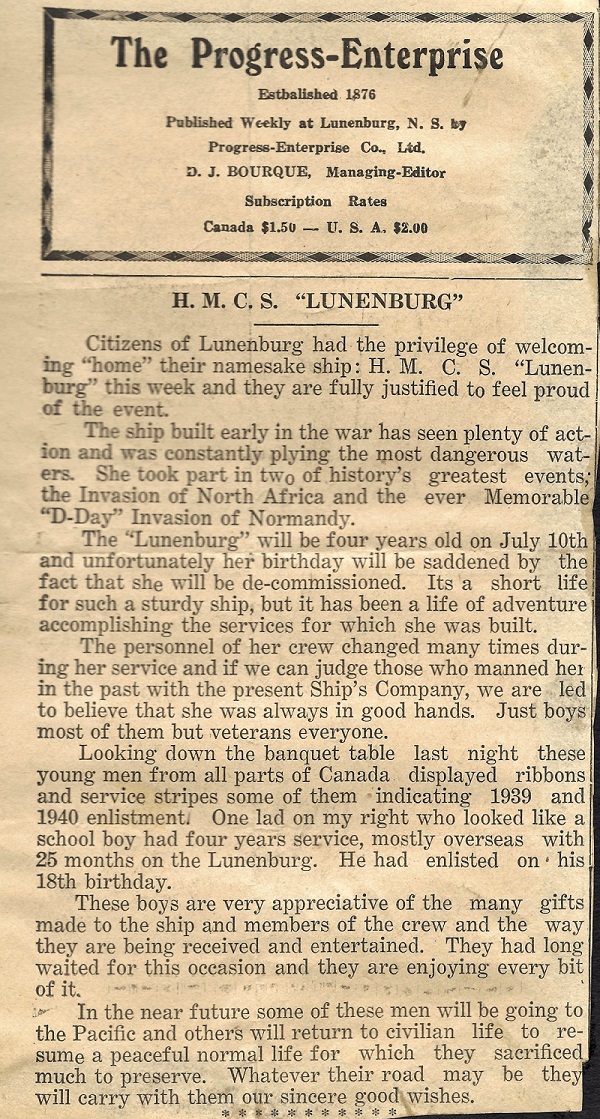 The Progress-Enterprise
Estbalished 1876
Published Weekly at Lunenburg, N. S. by
Progress-Enterprise Co., Ltd.
D. J. BOURQUE, Managing-Editor
Subscription Rates
Canada $1.50 — U. S. A. $2.00
H. M. C. S. "LUNENBURG"
Citizens of Lunenburg had the privilege of welcom-
ing "home" their namesake ship: H. M. C. S. "Lunen-
burg" this week and they are fully justified to feel proud
of the event.
The ship built early in the war has seen plenty of act-
ion and was constantly plying the most dangerous wat-
ers. She took part in two of history's greatest events;
the Invasion of North Africa and the ever Memorable
"D-Day" Invasion of Normandy.
The "Lunenburg" will be four years old on July 10th
and unfortunately her birthday will be saddened by the
fact that she will be de-commissioned. Its a short life
for such a sturdy ship, but it has been a life of adventure
accomplishing the services for which she was built.
The personnel of her crew changed many times dur-
ing her service and if we can judge those who manned her
in the past with the present Ship's Company, we are led
to believe that she was always in good hands. Just boys
most of them but veterans everyone.
Looking down the banquet table last night these
young men from all parts of Canada displayed ribbons
and service stripes some of them indicating 1939 and
1940 enlistment. One lad on my right who looked like a
school boy had four years service, mostly overseas with
25 months on the Lunenburg. He had enlisted on his
18th birthday.
These boys are very appreciative of the many gifts
made to the ship and members of the crew and the way
they are being received and entertained. They had long
waited for this occasion and they are enjoying every bit
of it.
In the near future some of these men will be going to
the Pacific and others will return to civilian life to re-
sume a peaceful normal life for which they sacrificed
much to preserve. Whatever their road may be they
will carry with them our sincere good wishes.
* * * * * * * * * * *